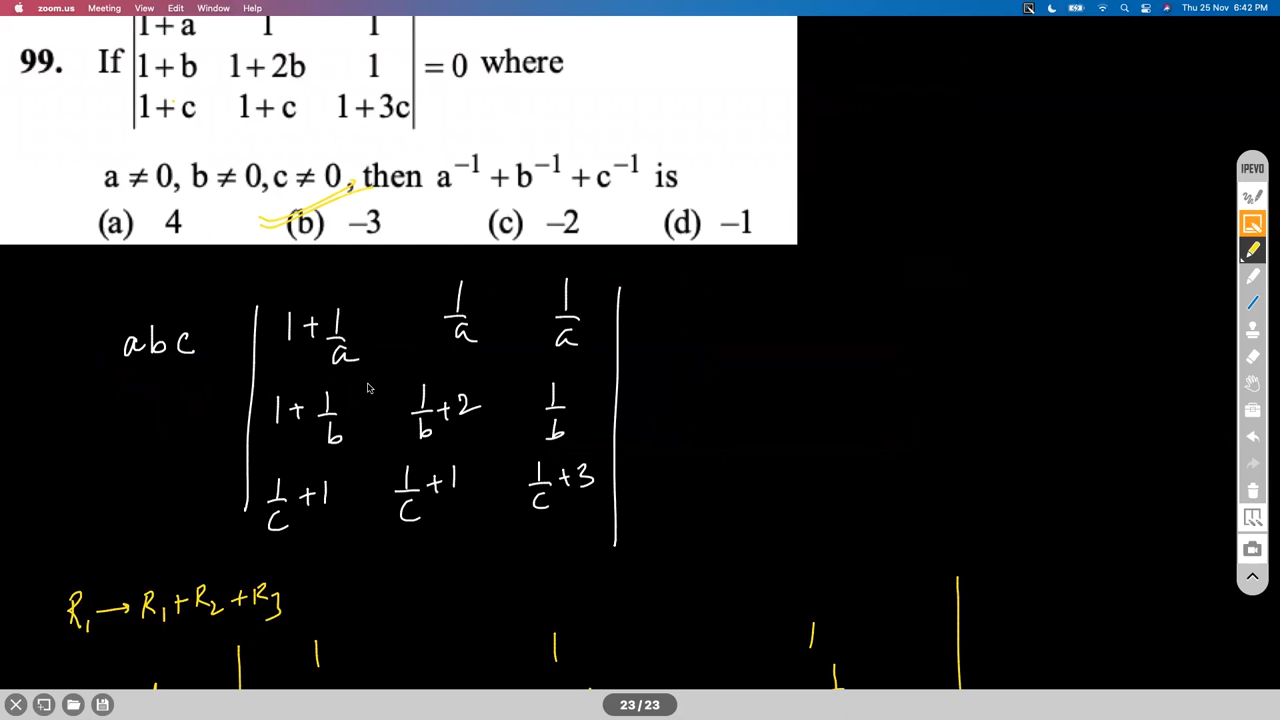 zoom.us Meeting View Edit Window Help Thu 25 Nov 6:42 PM
1+a 1 1
99. If 1+b 1+2b 1 = 0 where
1+c 1+c 1+3c
a ≠ 0, b ≠ 0, c ≠ 0, then a⁻¹ + b⁻¹ + c⁻¹ is
(a) 4 (b) –3 (c) –2 (d) –1
IPEVO
1+1/a 1/a 1/a
abc
1+1/b 1/b+2 1/b
1/c+1 1/c+1 1/c+3
R₁→R₁+R₂+R₃
1 1 1
23/23